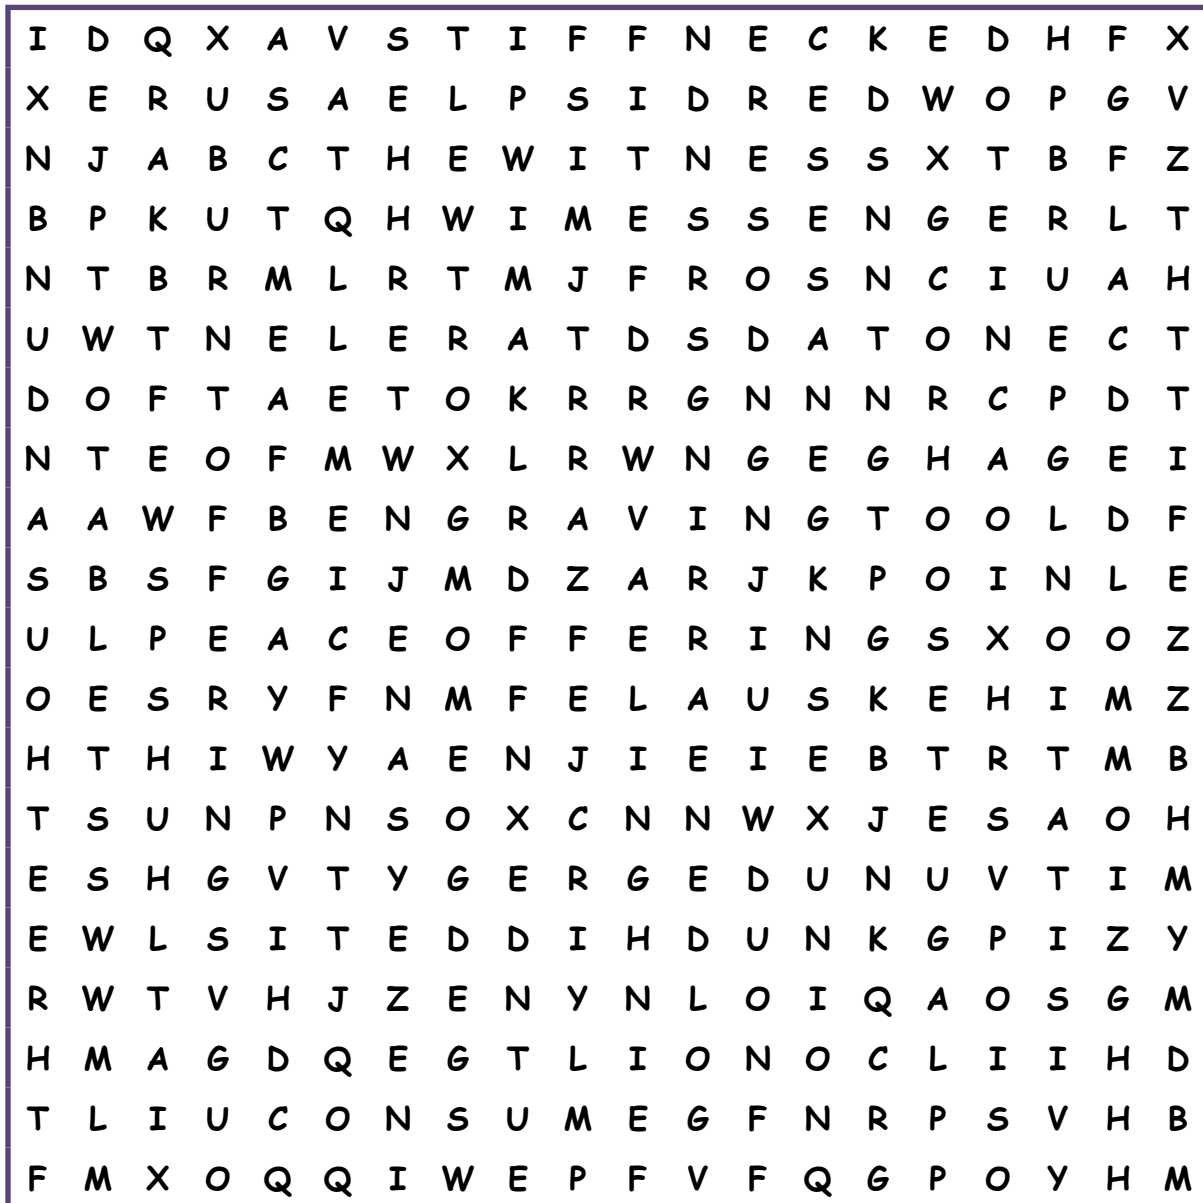 I D Q X A V S T I F F N E C K E D H F X
X E R U S A E L P S I D R E D W O P G V
N J A B C T H E W I T N E S S X T B F Z
B P K U T Q H W I M E S S E N G E R L T
N T B R M L R T M J F R O S N C I U A H
U W T N E L E R A T D S D A T O N E C T
D O F T A E T O K R R G N N N R C P D T
N T E O F M W X L R W N G E G H A G E I
A A W F B E N G R A V I N G T O O L D F
S B S F G I J M D Z A R J K P O I N L E
U L P E A C E O F F E R I N G S X O O Z
O E S R Y F N M F E L A U S K E H I M Z
H T H I W Y A E N J I E I E B T R T M B
T S U N P N S O X C N N W X J E S A O H
E S H G V T Y G E R G E D U N U V T I M
E W L S I T E D D I H D U N K G P I Z Y
R W T V H J Z E N Y N L O I Q A O S G M
H M A G D Q E G T L I O N O C L I I H D
T L I U C O N S U M E G F N R P S V H B
F M X O Q Q I W E P F V F Q G P O Y H M